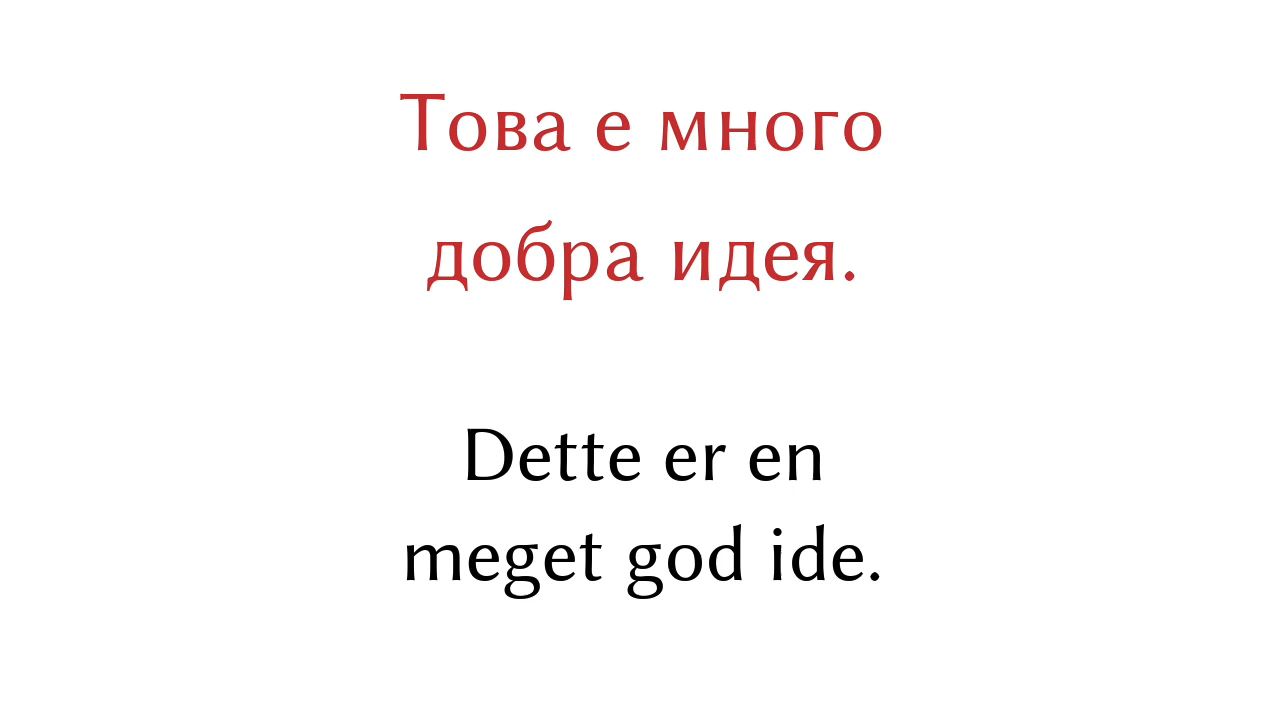 Това е много
добра идея.
Dette er en
meget god ide.